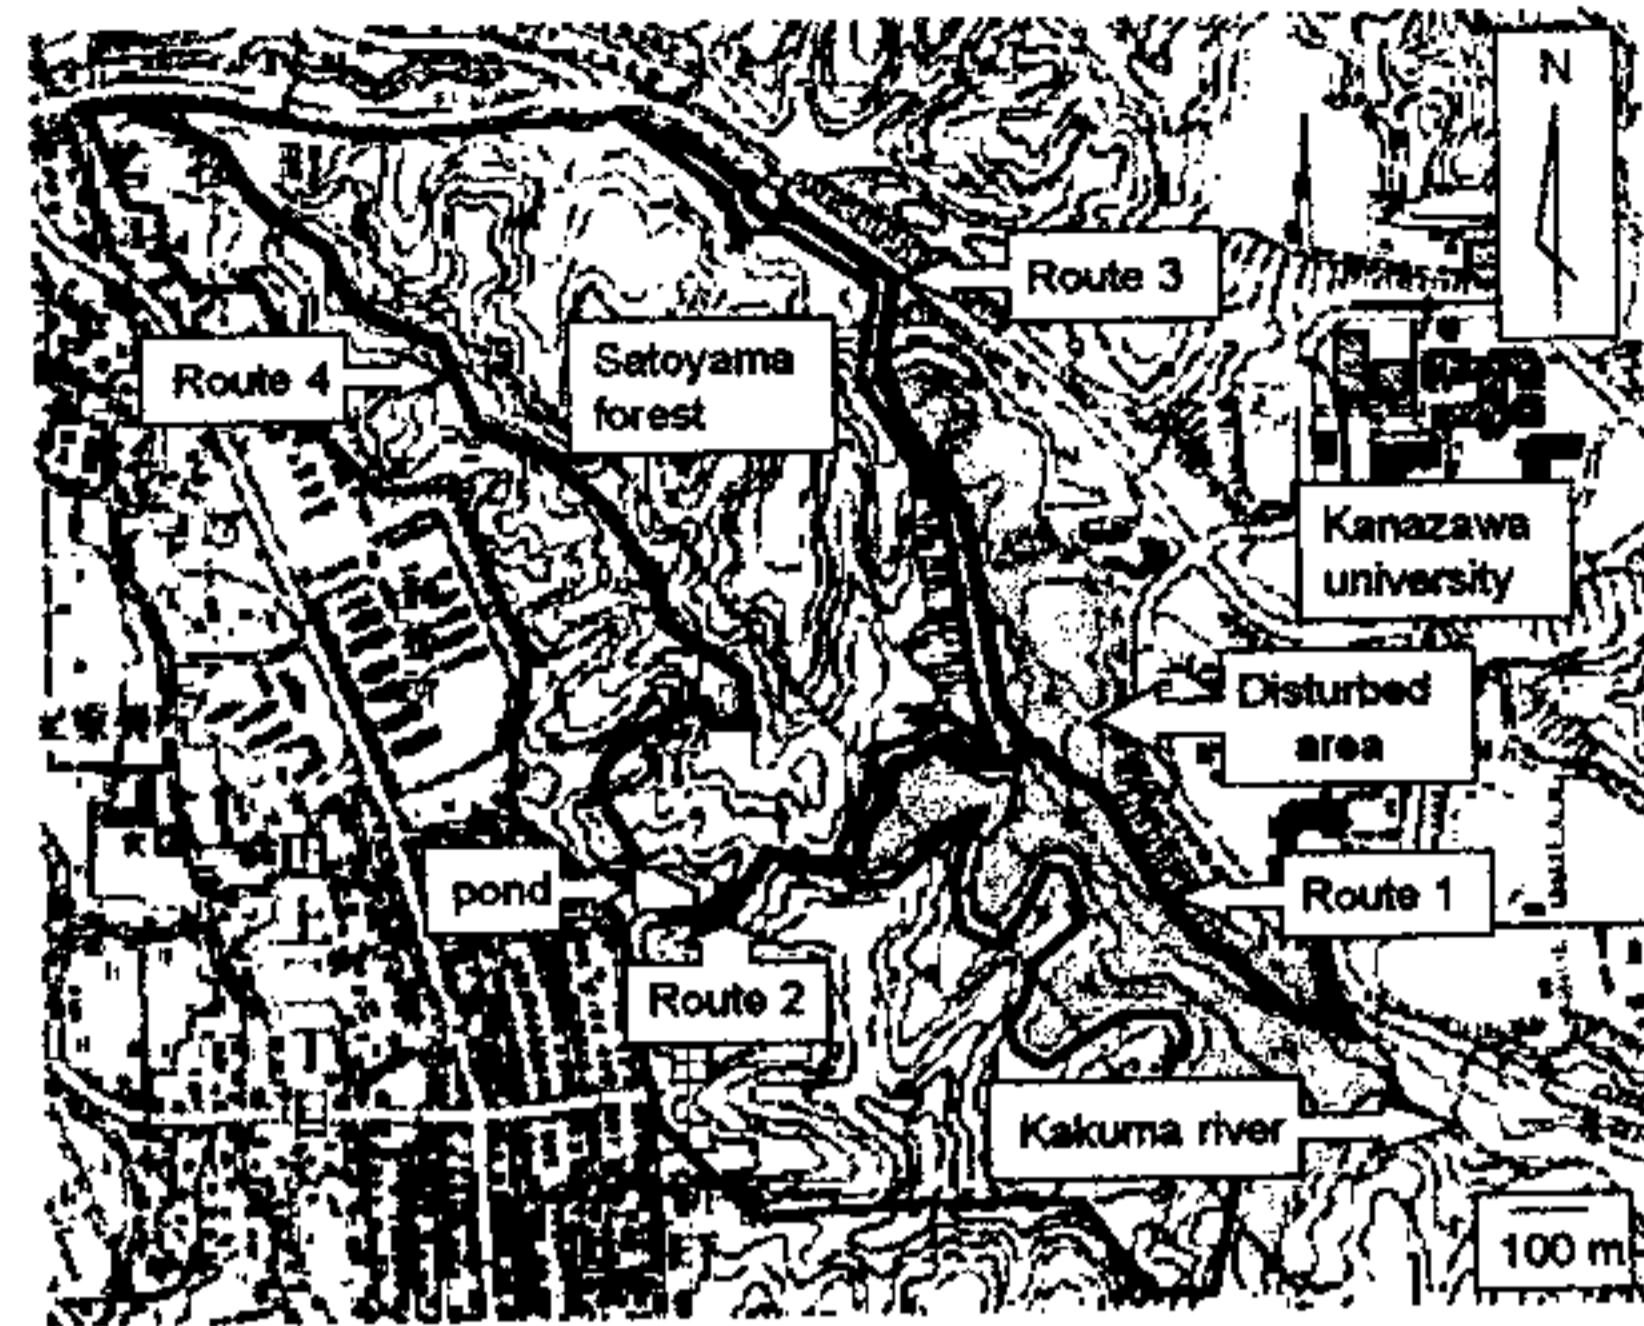 N
Route 3
Satoyama
forest
Route 4
Kanazawa
university
Disturbed
area
pond
Route 1
Route 2
Kakuma river
100 m